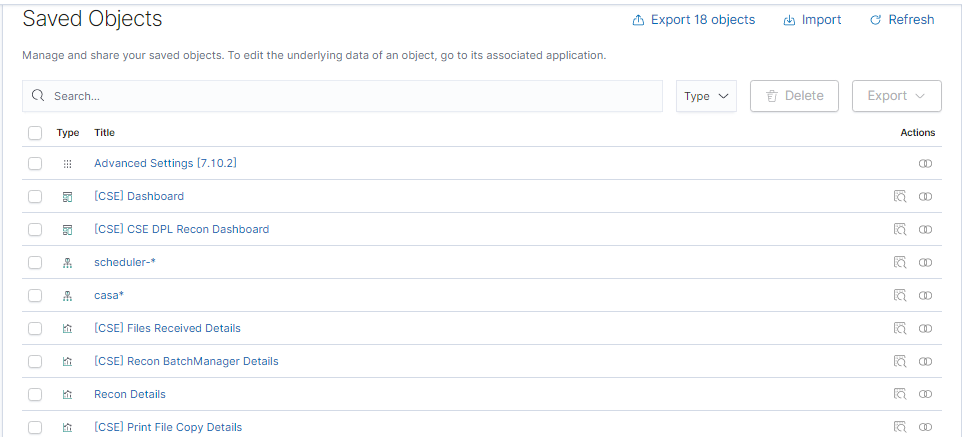 Saved Objects
Export 18 objects
Import
Refresh
Manage and share your saved objects. To edit the underlying data of an object, go to its associated application.
Search...
Type
Delete
Export
Type Title Actions
Advanced Settings [7.10.2]
[CSE] Dashboard
[CSE] CSE DPL Recon Dashboard
scheduler-*
casa*
[CSE] Files Received Details
[CSE] Recon BatchManager Details
Recon Details
[CSE] Print File Copy Details